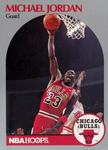 MICHAEL JORDAN
Guard
23
CHICAGO
BULLS
NBA HOOPS